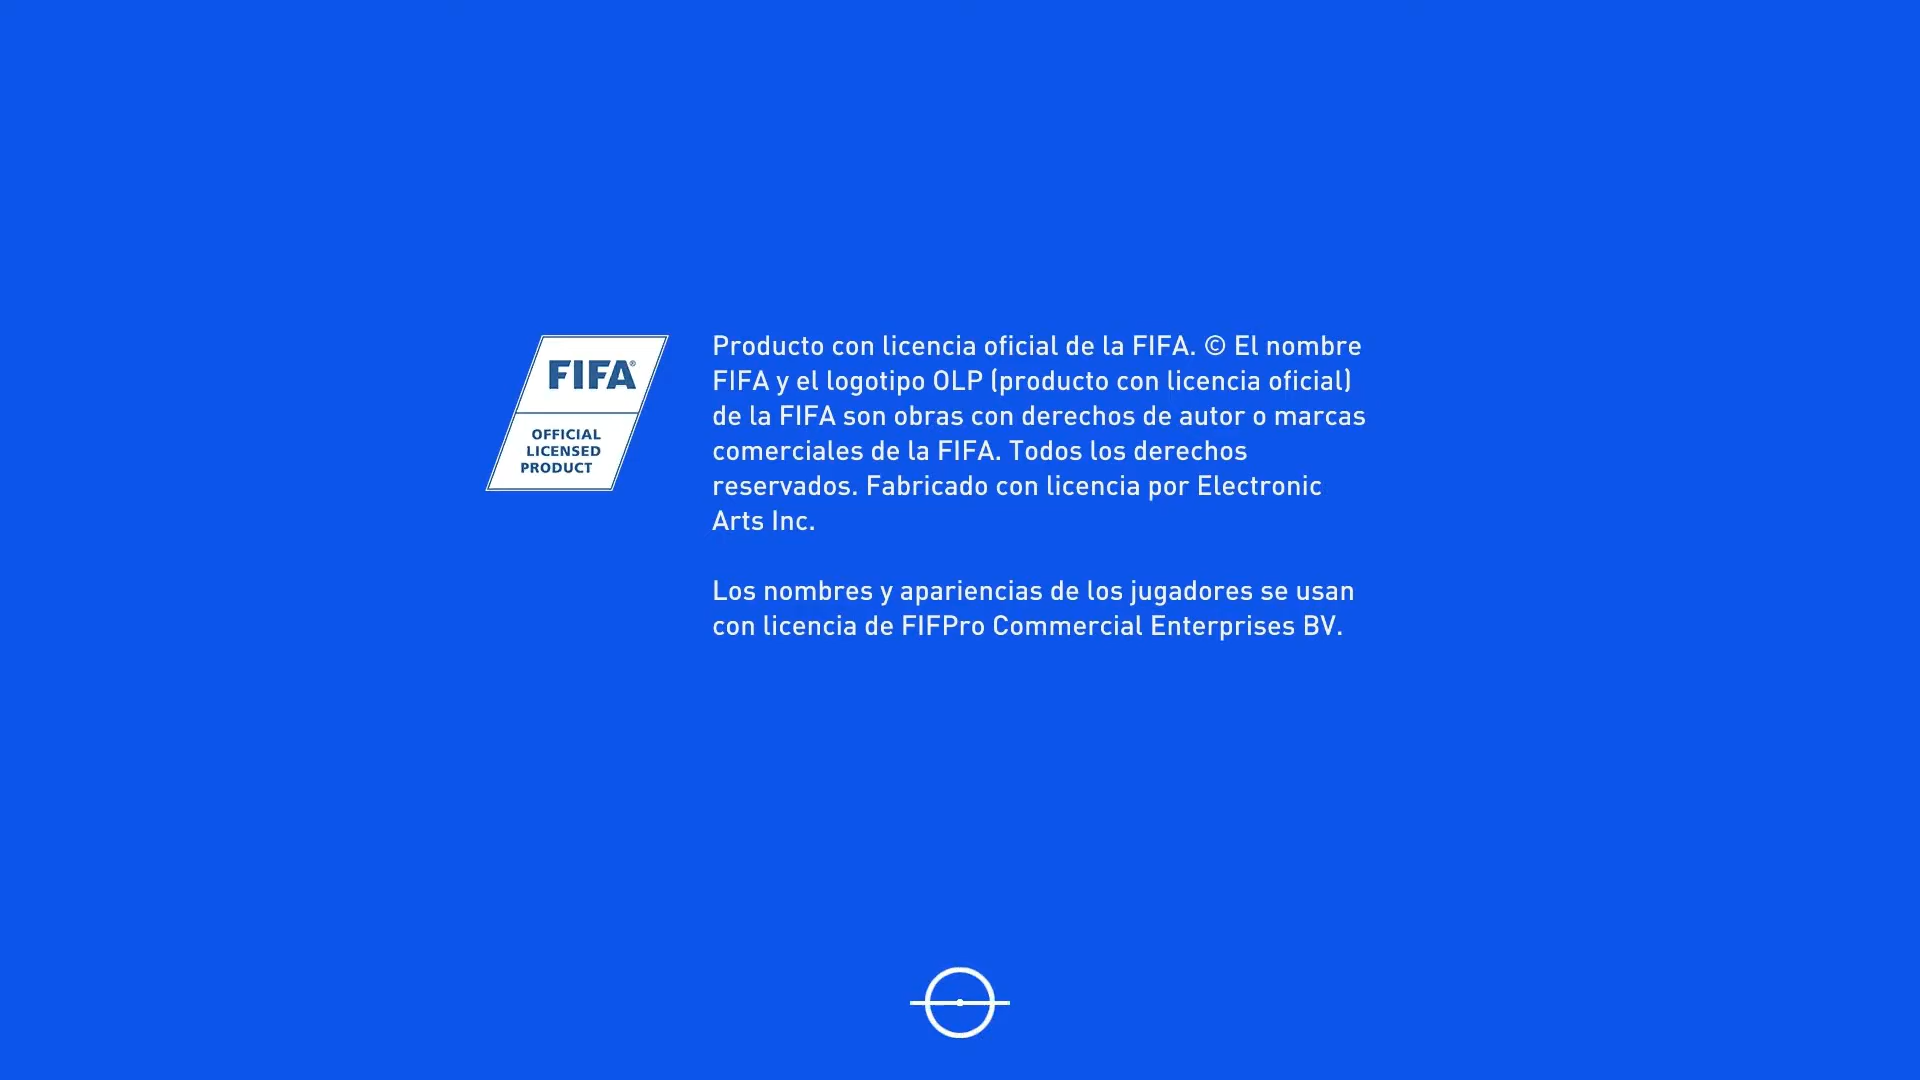 FIFA®
OFFICIAL
LICENSED
PRODUCT
Producto con licencia oficial de la FIFA. © El nombre
FIFA y el logotipo OLP (producto con licencia oficial)
de la FIFA son obras con derechos de autor o marcas
comerciales de la FIFA. Todos los derechos
reservados. Fabricado con licencia por Electronic
Arts Inc.
Los nombres y apariencias de los jugadores se usan
con licencia de FIFPro Commercial Enterprises BV.